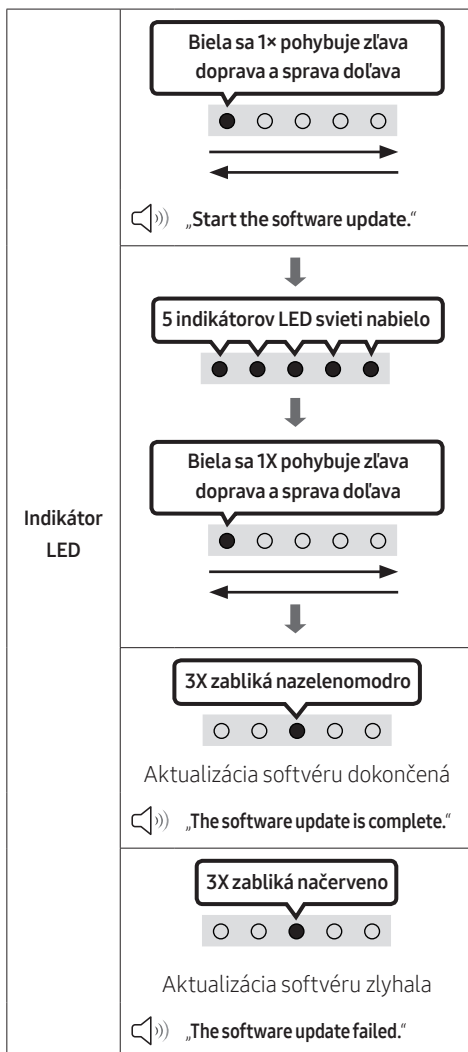 Indikátor
LED
Biela sa 1× pohybuje zľava
doprava a sprava doľava
„Start the software update.“
5 indikátorov LED svieti nabielo
Biela sa 1X pohybuje zľava
doprava a sprava doľava
3X zabliká nazelenomodro
Aktualizácia softvéru dokončená
„The software update is complete.“
3X zabliká načerveno
Aktualizácia softvéru zlyhala
„The software update failed.“